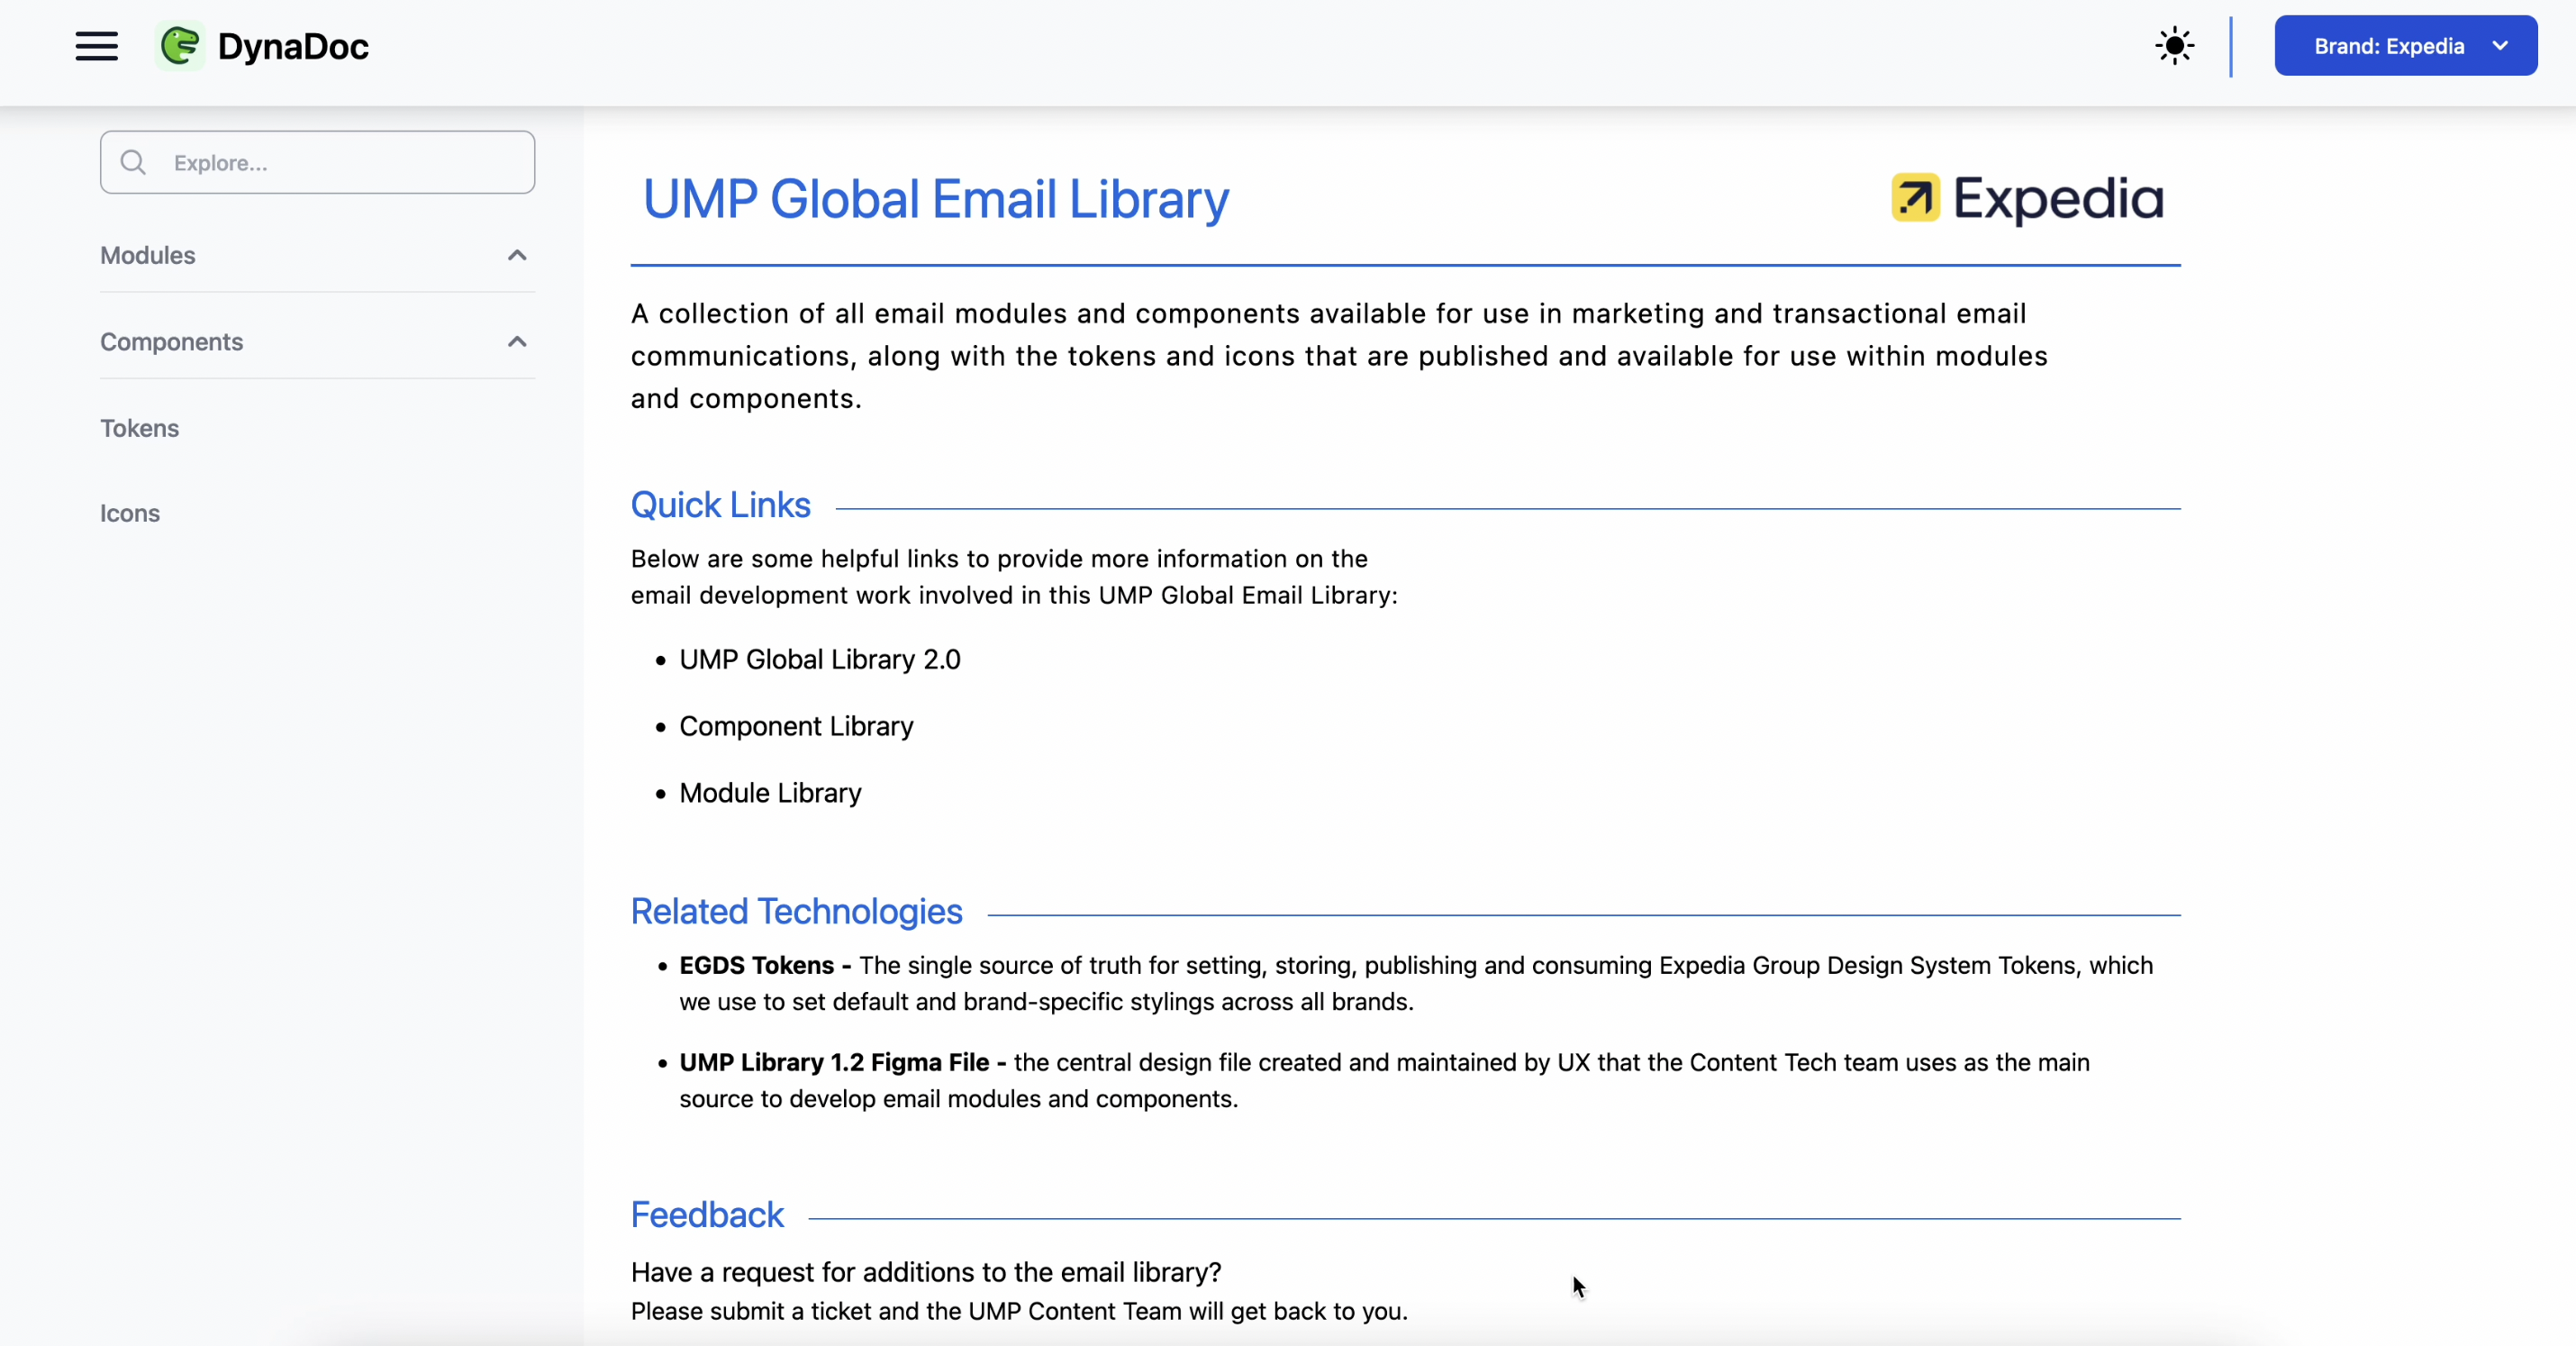 DynaDoc
Brand: Expedia
Explore...
Modules
Components
Tokens
Icons
UMP Global Email Library
Expedia
A collection of all email modules and components available for use in marketing and transactional email
communications, along with the tokens and icons that are published and available for use within modules
and components.
Quick Links
Below are some helpful links to provide more information on the
email development work involved in this UMP Global Email Library:
• UMP Global Library 2.0
• Component Library
• Module Library
Related Technologies
• EGDS Tokens - The single source of truth for setting, storing, publishing and consuming Expedia Group Design System Tokens, which
we use to set default and brand-specific stylings across all brands.
• UMP Library 1.2 Figma File - the central design file created and maintained by UX that the Content Tech team uses as the main
source to develop email modules and components.
Feedback
Have a request for additions to the email library?
Please submit a ticket and the UMP Content Team will get back to you.